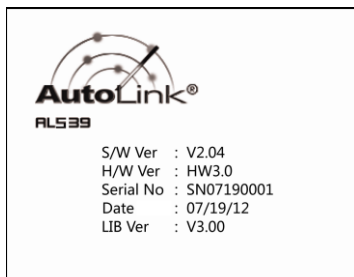 AutoLink®
AL539
S/W Ver : V2.04
H/W Ver : HW3.0
Serial No : SN07190001
Date : 07/19/12
LIB Ver : V3.00